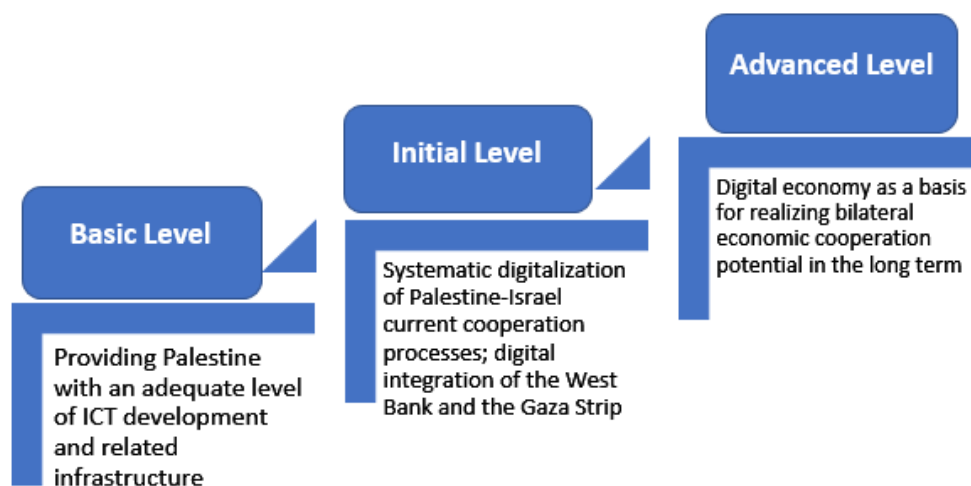 Basic Level
Providing Palestine
with an adequate level
of ICT development
and related
infrastructure
Initial Level
Systematic digitalization
of Palestine-Israel
current cooperation
processes; digital
integration of the West
Bank and the Gaza Strip
Advanced Level
Digital economy as a basis
for realizing bilateral
economic cooperation
potential in the long term